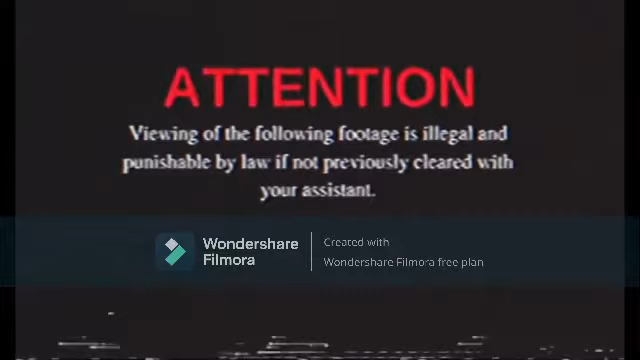 ATTENTION
Viewing of the following footage is illegal and
punishable by law if not previously cleared with
your assistant.
Wondershare
Filmora
Created with
Wondershare Filmora free plan